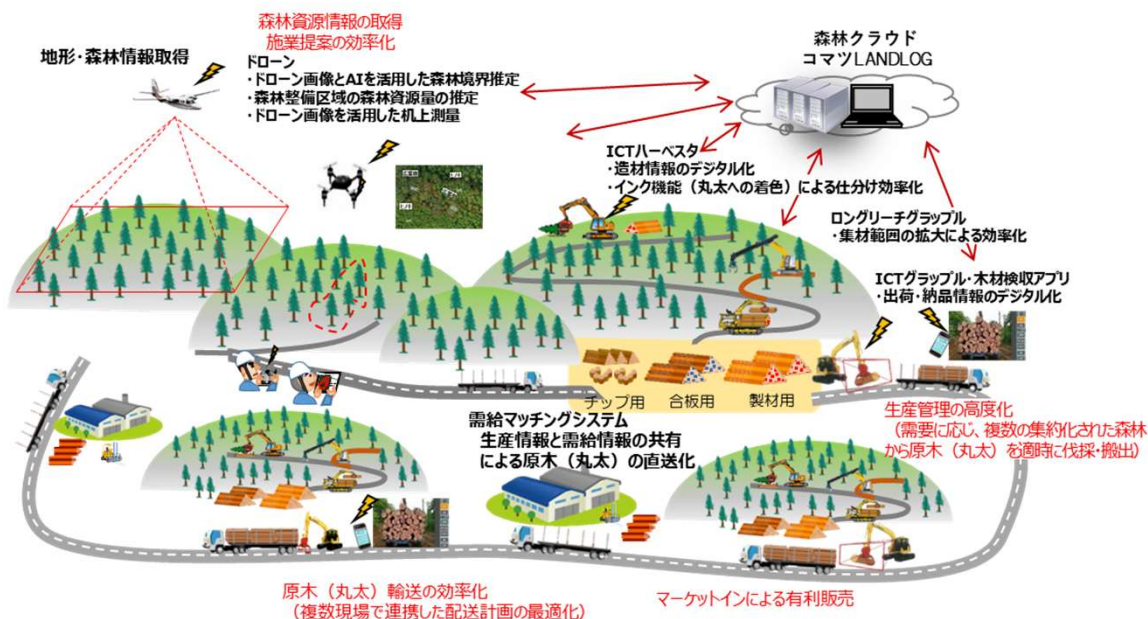 森林資源情報の取得
施業提案の効率化
地形・森林情報取得
ドローン
・ドローン画像とAIを活用した森林境界推定
・森林整備区域の森林資源量の推定
・ドローン画像を活用した机上測量
森林クラウド
コマツLANDLOG
ICTハーベスタ
・造材情報のデジタル化
・インク機能（丸太への着色）による仕分け効率化
ロングリーチグラップル
・集材範囲の拡大による効率化
ICTグラップル・木材検収アプリ
・出荷・納品情報のデジタル化
チップ用
合板用
製材用
需給マッチングシステム
生産情報と需給情報の共有
による原木（丸太）の直送化
生産管理の高度化
（需要に応じ、複数の集約化された森林
から原木（丸太）を適時に伐採・搬出）
原木（丸太）輸送の効率化
（複数現場で連携した配送計画の最適化）
マーケットインによる有利販売